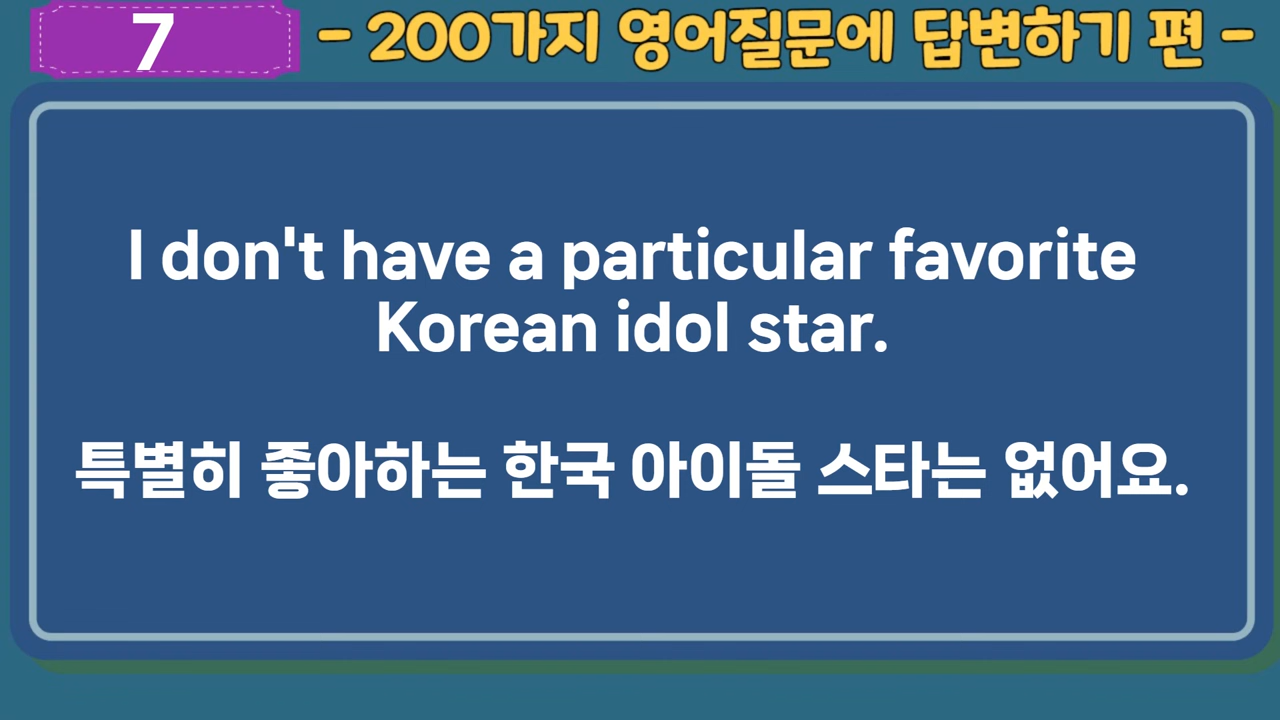 7
- 200가지 영어질문에 답변하기 편 -
I don't have a particular favorite
Korean idol star.
특별히 좋아하는 한국 아이돌 스타는 없어요.